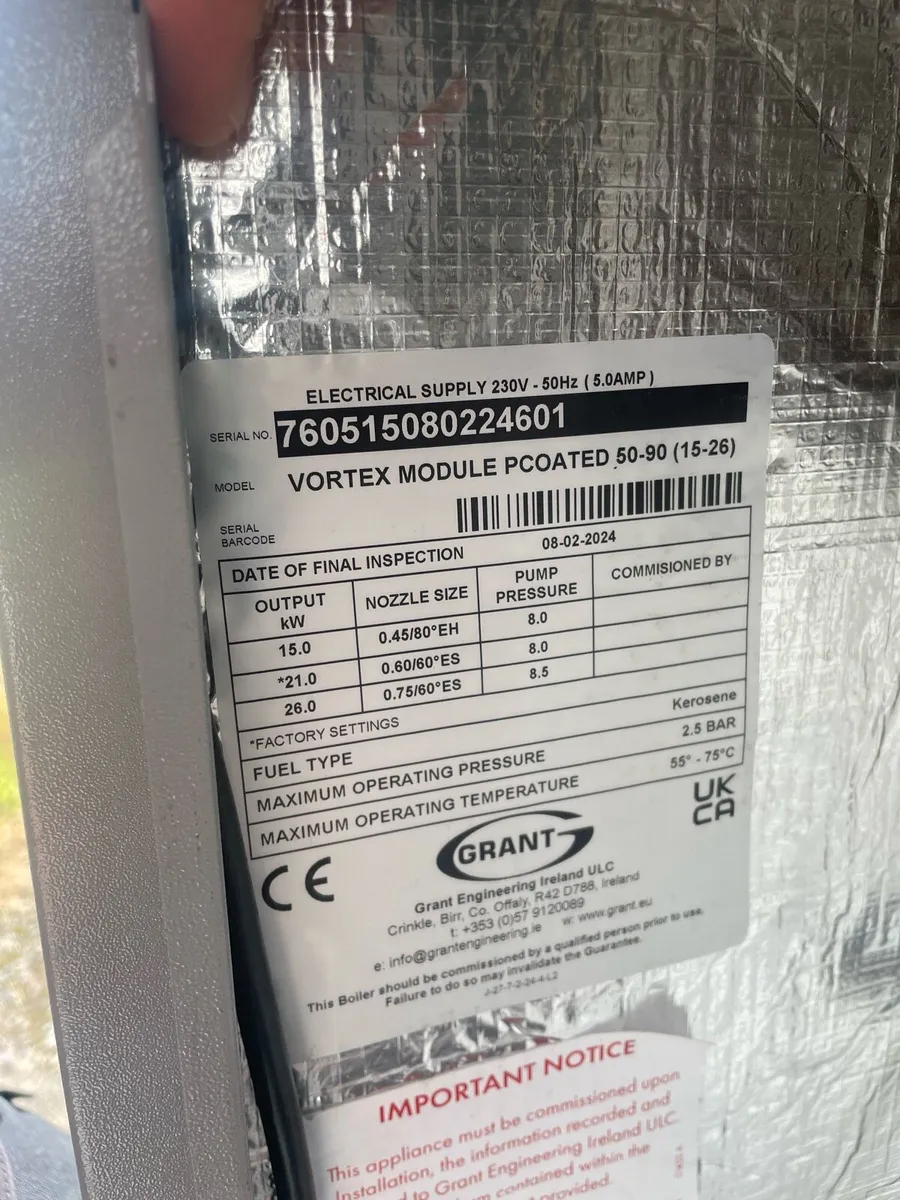 ELECTRICAL SUPPLY 230V - 50Hz ( 5.0AMP )
SERIAL NO. 760515080224601
MODEL VORTEX MODULE PCOATED 50-90 (15-26)
SERIAL
BARCODE
DATE OF FINAL INSPECTION 08-02-2024
OUTPUT kW NOZZLE SIZE PUMP PRESSURE COMMISIONED BY
15.0 0.45/80°EH 8.0
*21.0 0.60/60°ES 8.0
26.0 0.75/60°ES 8.5
*FACTORY SETTINGS
FUEL TYPE Kerosene
MAXIMUM OPERATING PRESSURE 2.5 BAR
MAXIMUM OPERATING TEMPERATURE 55° - 75°C
CE
UK
CA
GRANT
Grant Engineering Ireland ULC
Crinkle, Birr, Co. Offaly, R42 D788, Ireland
t: +353 (0)57 9120089
e: info@grantengineering.ie w: www.grant.eu
This Boiler should be commissioned by a qualified person prior to use.
Failure to do so may invalidate the Guarantee.
J-27-7-2-24-4-L2
IMPORTANT NOTICE
This appliance must be commissioned upon
Installation, the information recorded and
to Grant Engineering Ireland ULC
contained within the
provided.